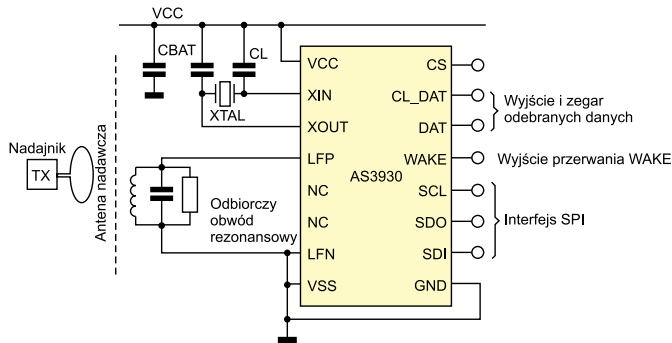 VCC
CBAT
CL
XTAL
Nadajnik
TX
Antena nadawcza
Odbiorczy
obwód
rezonansowy
VCC
XIN
XOUT
LFP
NC
NC
LFN
VSS
AS3930
CS
CL_DAT
DAT
WAKE
SCL
SDO
SDI
GND
Wyjście i zegar
odebranych danych
Wyjście przerwania WAKE
Interfejs SPI